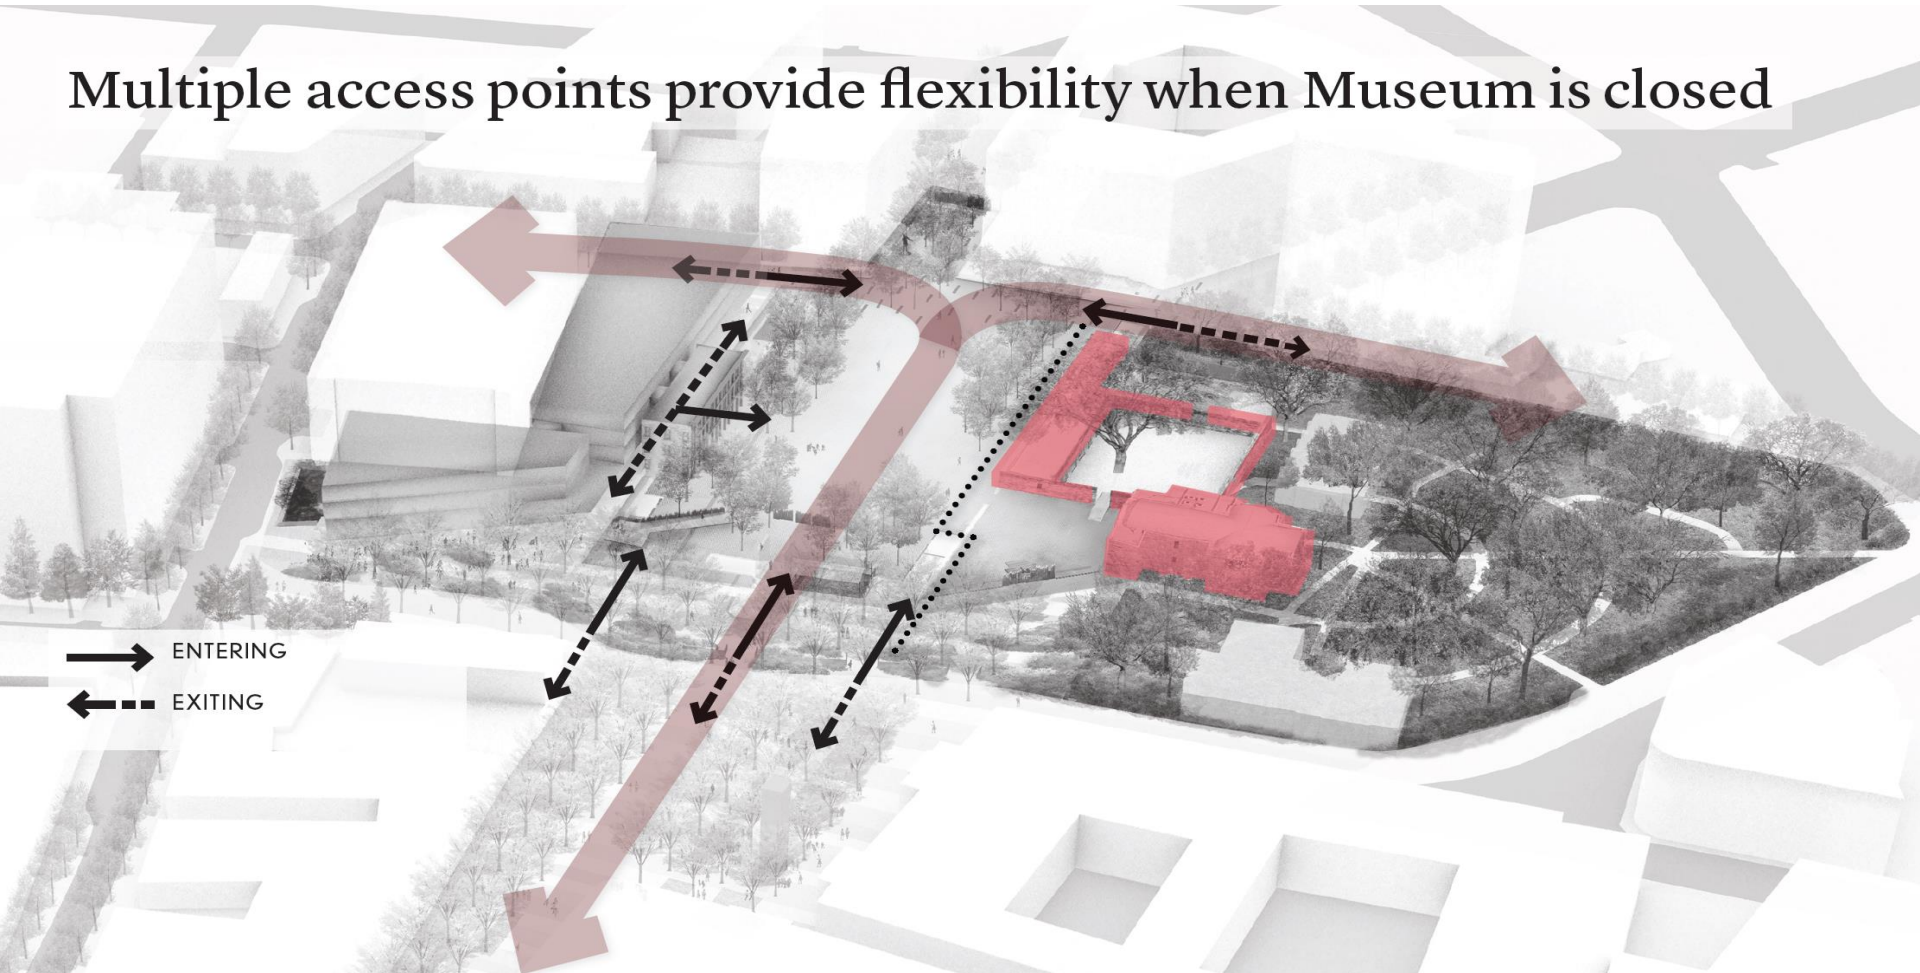 Multiple access points provide flexibility when Museum is closed
ENTERING
EXITING